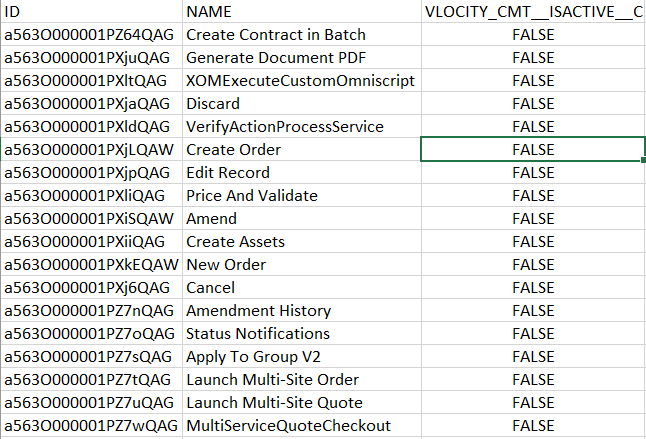 ID NAME VLOCITY_CMT__ISACTIVE__C
a563O000001PZ64QAG Create Contract in Batch FALSE
a563O000001PXjuQAG Generate Document PDF FALSE
a563O000001PXltQAG XOMExecuteCustomOmniscript FALSE
a563O000001PXjaQAG Discard FALSE
a563O000001PXldQAG VerifyActionProcessService FALSE
a563O000001PXjLQAW Create Order FALSE
a563O000001PXjpQAG Edit Record FALSE
a563O000001PXliQAG Price And Validate FALSE
a563O000001PXiSQAW Amend FALSE
a563O000001PXiiQAG Create Assets FALSE
a563O000001PXkEQAW New Order FALSE
a563O000001PXj6QAG Cancel FALSE
a563O000001PZ7nQAG Amendment History FALSE
a563O000001PZ7oQAG Status Notifications FALSE
a563O000001PZ7sQAG Apply To Group V2 FALSE
a563O000001PZ7tQAG Launch Multi-Site Order FALSE
a563O000001PZ7uQAG Launch Multi-Site Quote FALSE
a563O000001PZ7wQAG MultiServiceQuoteCheckout FALSE